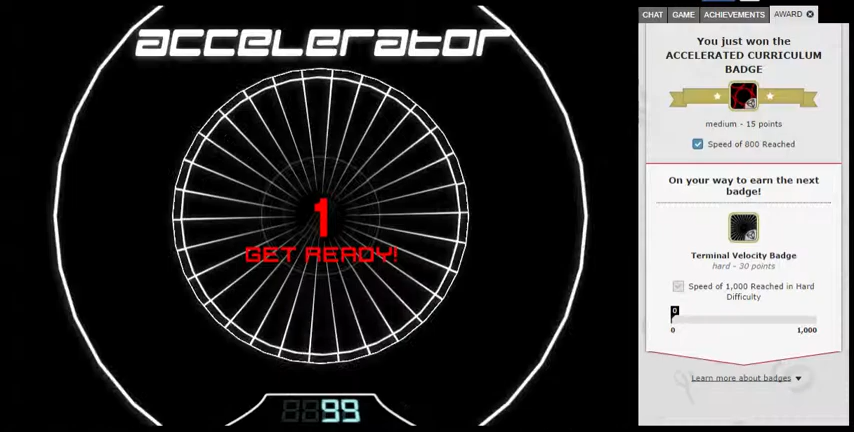 accelerator
1
GET READY!
99
CHAT GAME ACHIEVEMENTS AWARD
You just won the
ACCELERATED CURRICULUM
BADGE
medium - 15 points
Speed of 800 Reached
On your way to earn the next
badge!
Terminal Velocity Badge
hard - 30 points
Speed of 1,000 Reached in Hard
Difficulty
0
0 1,000
Learn more about badges